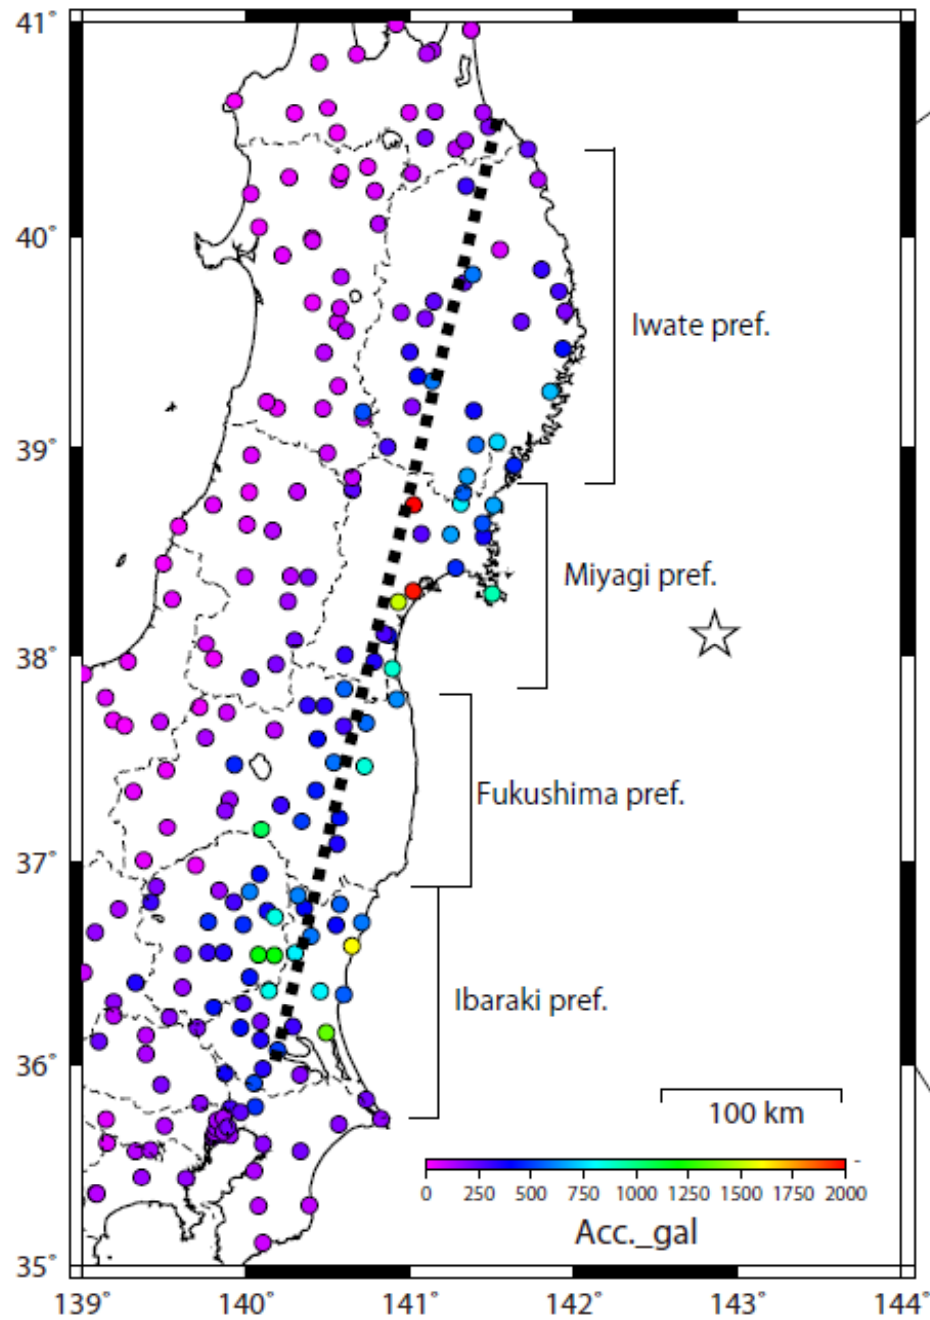 41°
40°
Iwate pref.
39°
Miyagi pref.
38°
Fukushima pref.
37°
Ibaraki pref.
36°
100 km
0 250 500 750 1000 1250 1500 1750 2000
Acc._gal
35°
139° 140° 141° 142° 143° 144°